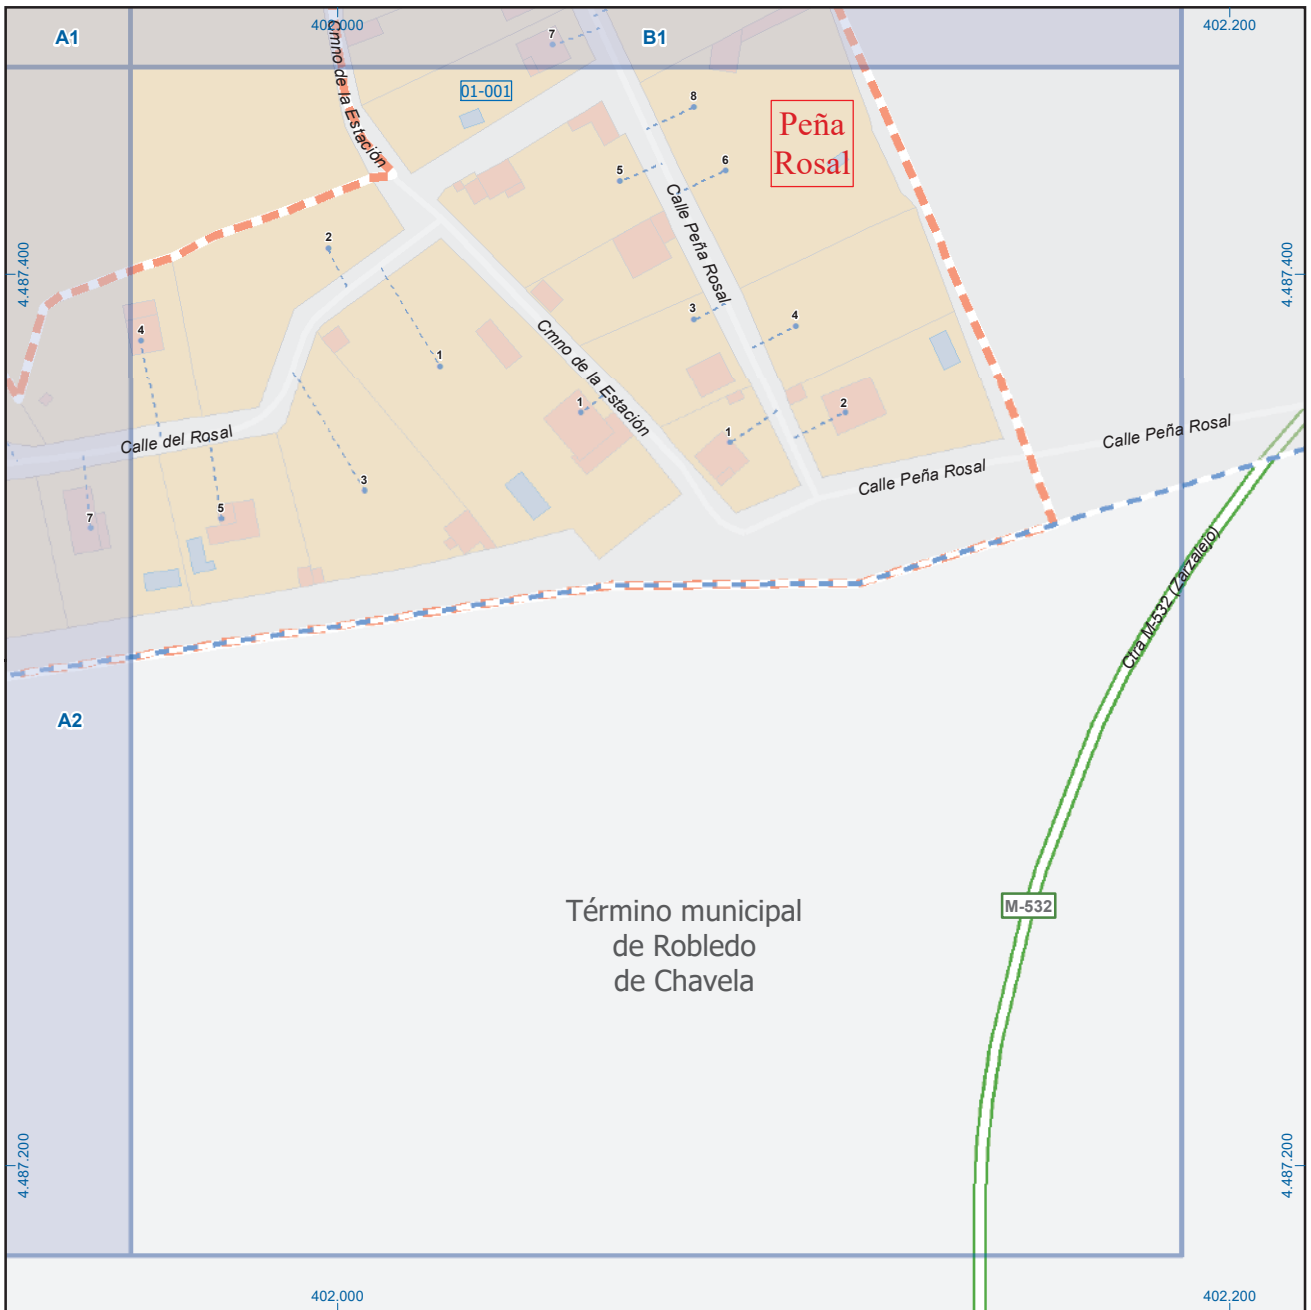 402.000
402.200
A1
B1
7
01-001
8
Peña
Rosal
Cmno de la Estación
5
6
Calle Peña Rosal
2
4.487.400
4.487.400
4
3
4
1
Cmno de la Estación
1
2
1
Calle del Rosal
Calle Peña Rosal
Calle Peña Rosal
3
5
7
Ctra M-532 (Zarzalejo)
A2
M-532
Término municipal
de Robledo
de Chavela
4.487.200
4.487.200
402.000
402.200